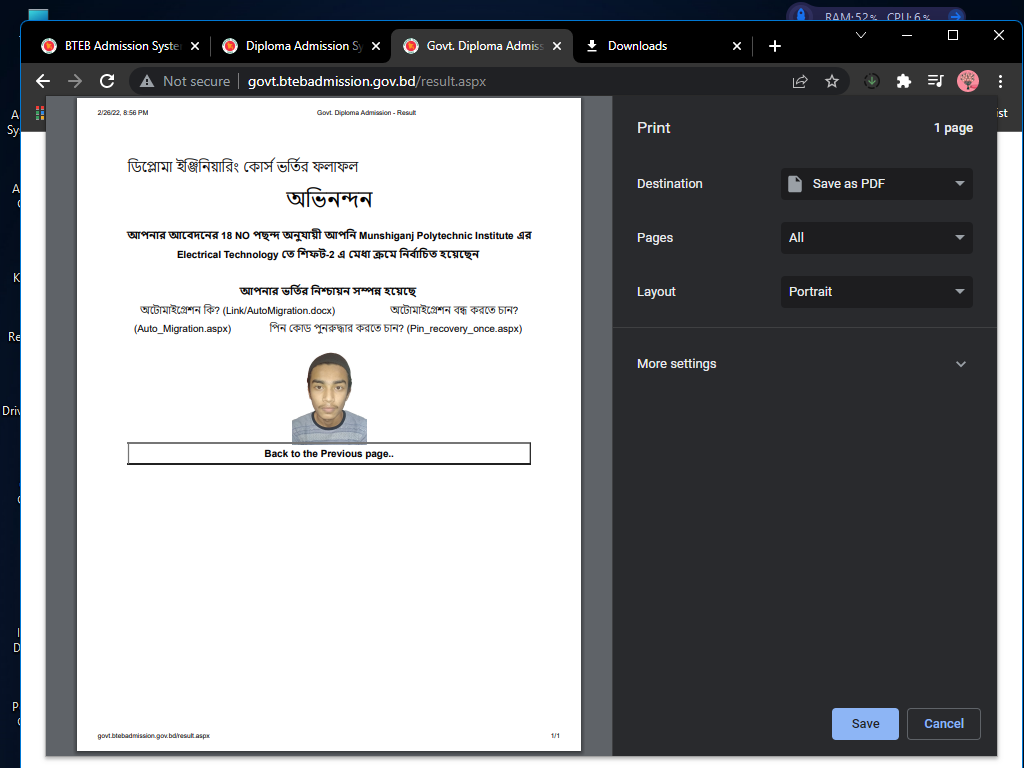 RAM: 52% CPU: 6%
BTEB Admission Syste
Diploma Admission Sy
Govt. Diploma Admiss
Downloads
Not secure
govt.btebadmission.gov.bd/result.aspx
2/26/22, 8:56 PM
Govt. Diploma Admission - Result
ডিপ্লোমা ইঞ্জিনিয়ারিং কোর্স ভর্তির ফলাফল
অভিনন্দন
আপনার আবেদনের 18 NO পছন্দ অনুযায়ী আপনি Munshiganj Polytechnic Institute এর
Electrical Technology তে শিফট-2 এ মেধা ক্রমে নির্বাচিত হয়েছেন
আপনার ভর্তির নিশ্চায়ন সম্পন্ন হয়েছে
অটোমাইগ্রেশন কি? (Link/AutoMigration.docx) অটোমাইগ্রেশন বন্ধ করতে চান?
(Auto_Migration.aspx) পিন কোড পুনরুদ্ধার করতে চান? (Pin_recovery_once.aspx)
Back to the Previous page..
govt.btebadmission.gov.bd/result.aspx
1/1
Print
1 page
Destination
Save as PDF
Pages
All
Layout
Portrait
More settings
Save
Cancel